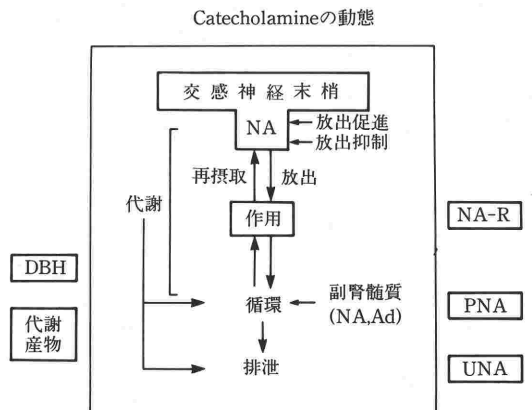 Catecholamineの動態
交感神経末梢
NA
放出促進
放出抑制
再摂取
放出
代謝
作用
NA-R
DBH
循環
副腎髄質
(NA,Ad)
PNA
代謝
産物
排泄
UNA